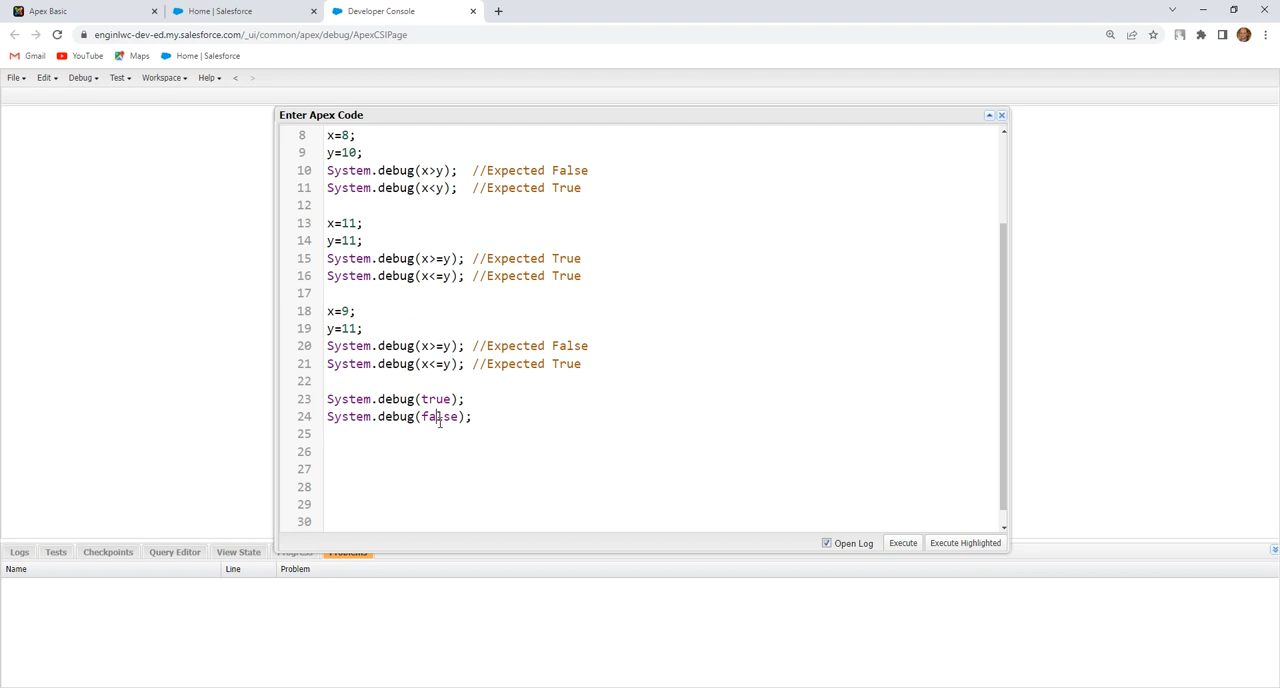 Apex Basic
Home | Salesforce
Developer Console
enginlwc-dev-ed.my.salesforce.com/_ui/common/apex/debug/ApexCSIPage
Gmail YouTube Maps Home | Salesforce
File Edit Debug Test Workspace Help < >
Enter Apex Code
8 x=8;
9 y=10;
10 System.debug(x>y); //Expected False
11 System.debug(x<y); //Expected True
12
13 x=11;
14 y=11;
15 System.debug(x>=y); //Expected True
16 System.debug(x<=y); //Expected True
17
18 x=9;
19 y=11;
20 System.debug(x>=y); //Expected False
21 System.debug(x<=y); //Expected True
22
23 System.debug(true);
24 System.debug(false);
25
26
27
28
29
30
Open Log Execute Execute Highlighted
Logs Tests Checkpoints Query Editor View State Progress Problems
Name Line Problem